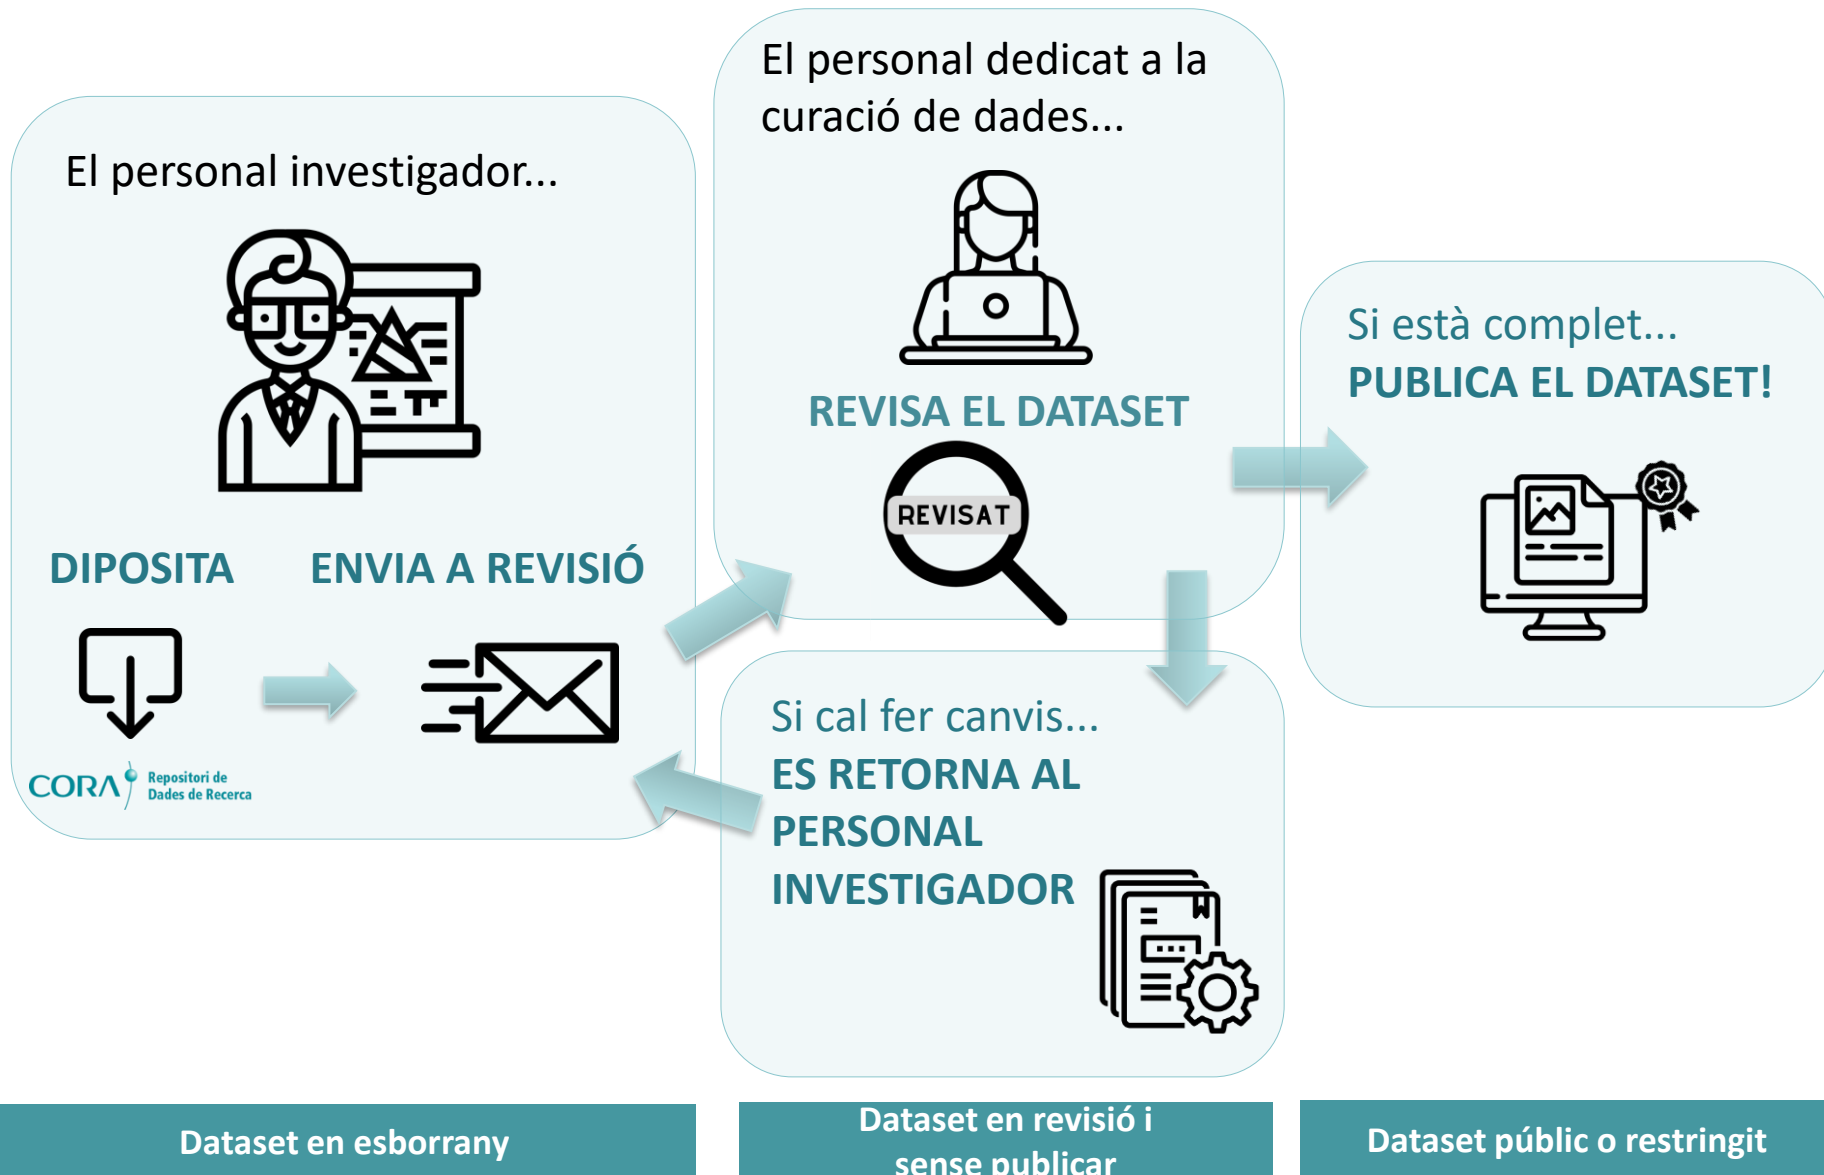 El personal investigador...
DIPOSITA
ENVIA A REVISIÓ
CORA
Repositori de
Dades de Recerca
El personal dedicat a la
curació de dades...
REVISA EL DATASET
REVISAT
Si cal fer canvis...
ES RETORNA AL
PERSONAL
INVESTIGADOR
Si està complet...
PUBLICA EL DATASET!
Dataset en esborrany
Dataset en revisió i
sense publicar
Dataset públic o restringit